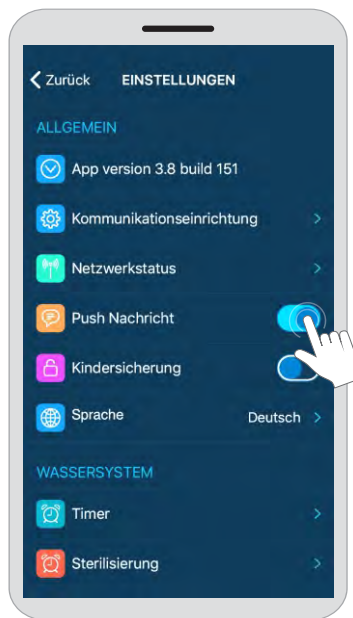 Zurück EINSTELLUNGEN
ALLGEMEIN
App version 3.8 build 151
Kommunikationseinrichtung
Netzwerkstatus
Push Nachricht
Kindersicherung
Sprache Deutsch
WASSERSYSTEM
Timer
Sterilisierung